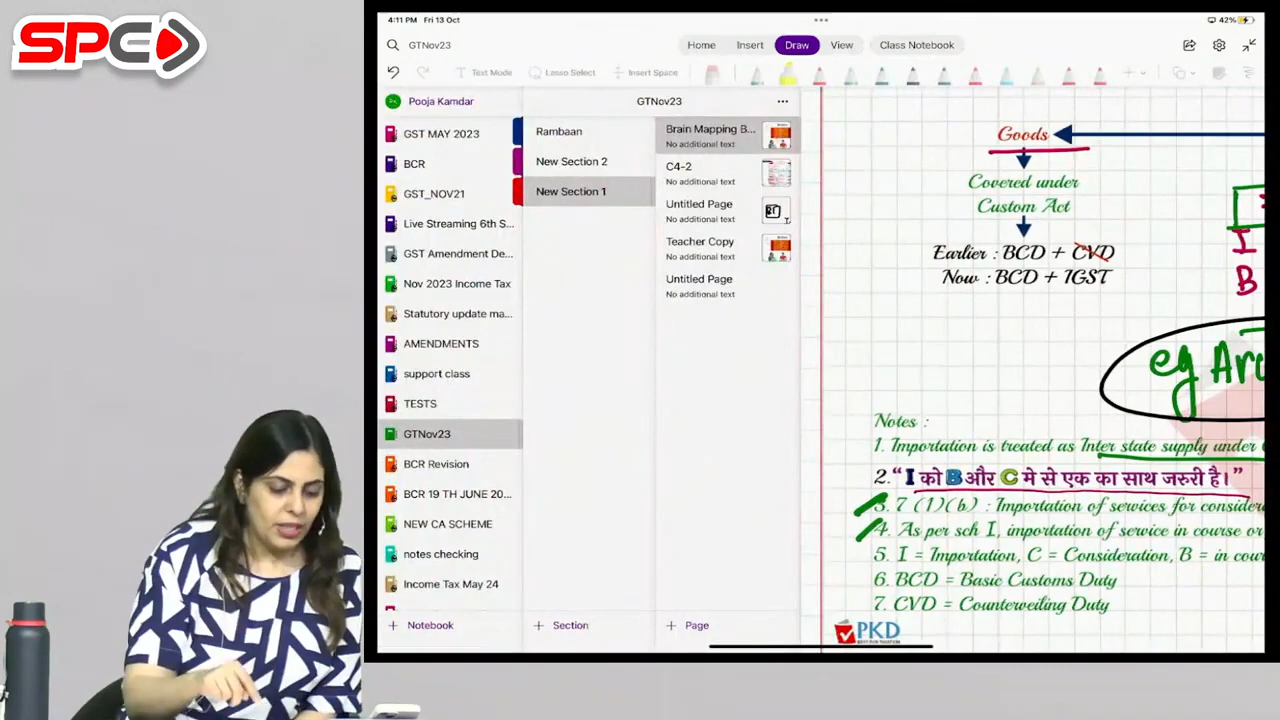 SPC
4:11 PM Fri 13 Oct
42%
GTNov23
Home Insert Draw View Class Notebook
Text Mode Lasso Select Insert Space
Pooja Kamdar
GST MAY 2023
BCR
GST_NOV21
Live Streaming 6th S...
GST Amendment De...
Nov 2023 Income Tax
Statutory update ma...
AMENDMENTS
support class
TESTS
GTNov23
BCR Revision
BCR 19 TH JUNE 20...
NEW CA SCHEME
notes checking
Income Tax May 24
+ Notebook
Rambaan
New Section 2
New Section 1
+ Section
GTNov23
Brain Mapping B...
No additional text
C4-2
No additional text
Untitled Page
No additional text
Teacher Copy
No additional text
Untitled Page
No additional text
+ Page
Goods
Covered under
Custom Act
Earlier : BCD + CVD
Now : BCD + IGST
I
B
eg
Notes :
1. Importation is treated as Inter state supply under
2. “ I को B और C मे से एक का साथ जरुरी है। ”
3. 7 (1)(b) : Importation of services for consider
4. As per sch I, importation of service in course or
5. I = Importation, C = Consideration, B = in cour
6. BCD = Basic Customs Duty
7. CVD = Counterveiling Duty
PKD